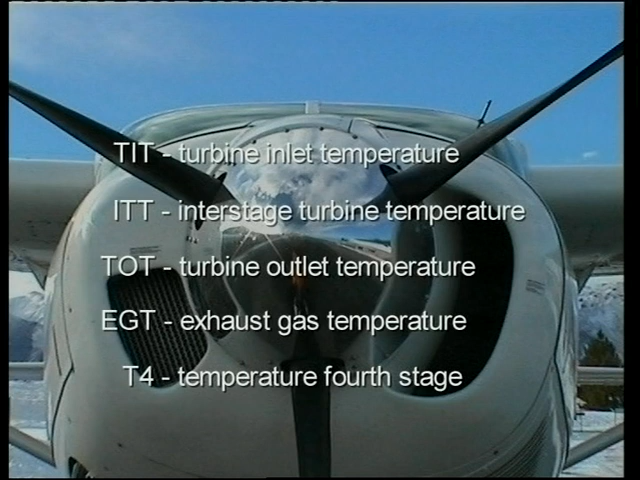 TIT - turbine inlet temperature
ITT - interstage turbine temperature
TOT - turbine outlet temperature
EGT - exhaust gas temperature
T4 - temperature fourth stage